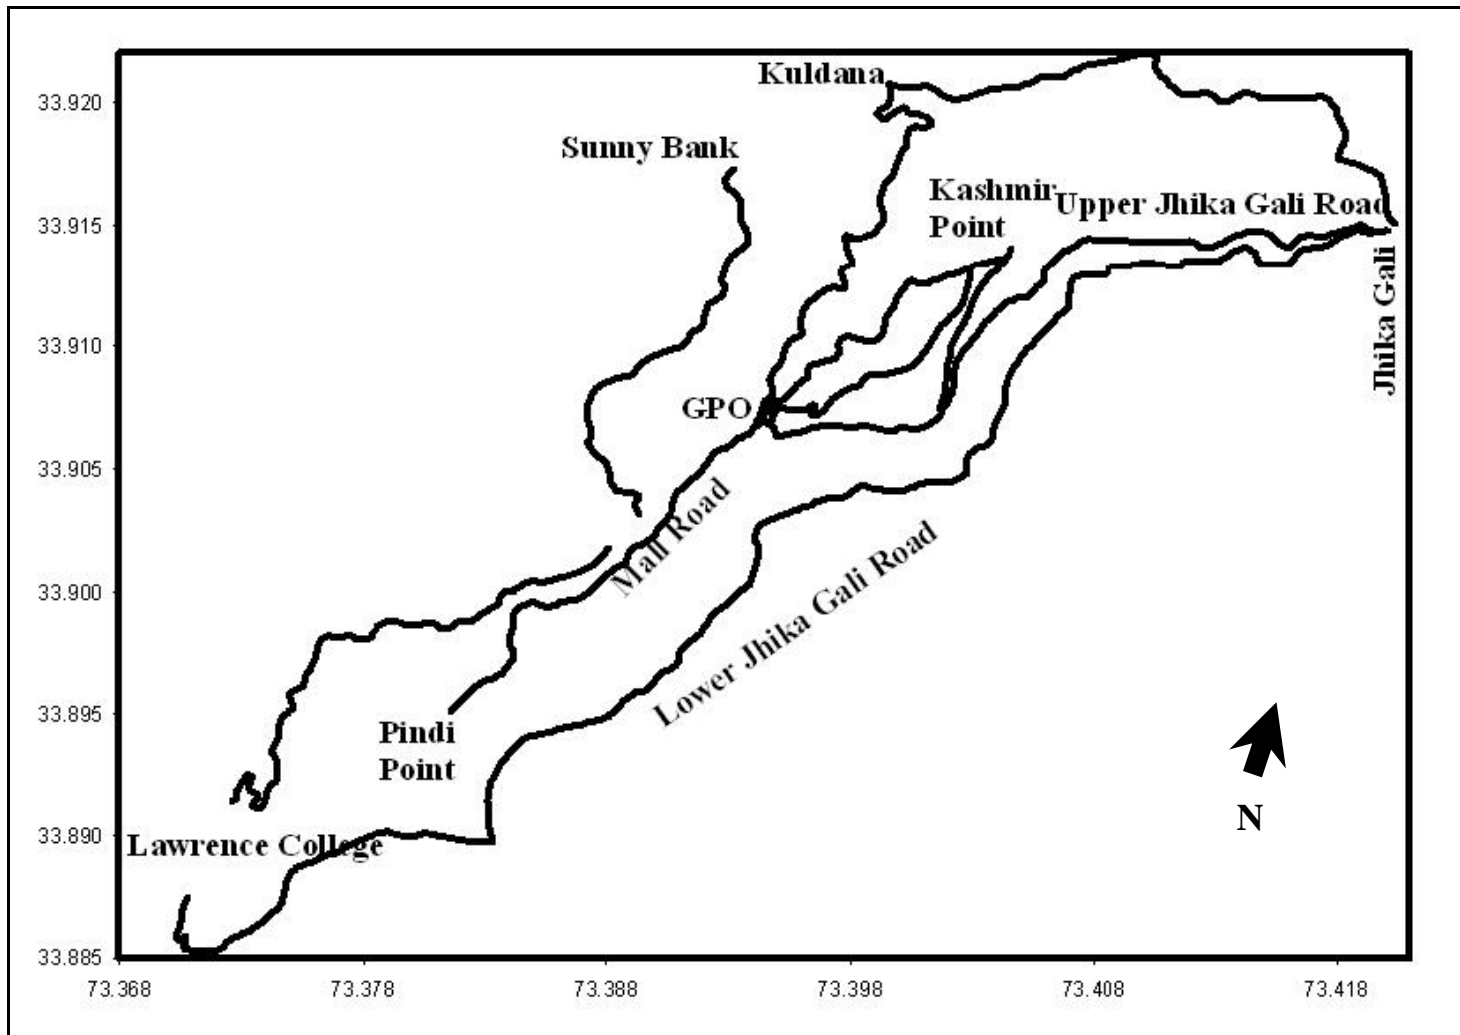 Kuldana
33.920
Sunny Bank
Kashmir
Point
Upper Jhika Gali Road
33.915
Jhika Gali
33.910
GPO
33.905
Mall Road
Lower Jhika Gali Road
33.900
33.895
Pindi
Point
N
33.890
Lawrence College
33.885
73.368
73.378
73.388
73.398
73.408
73.418